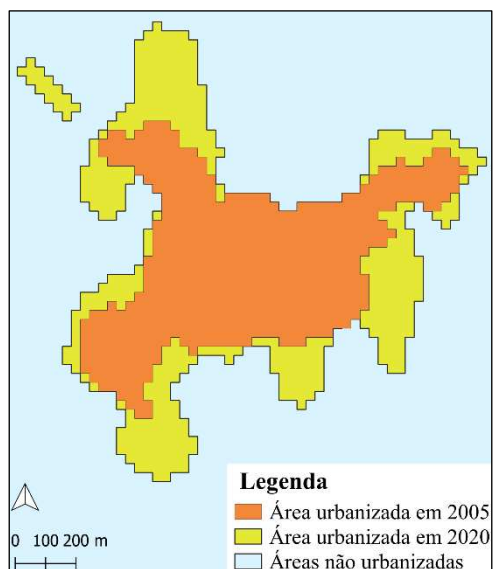 Legenda
Área urbanizada em 2005
Área urbanizada em 2020
Áreas não urbanizadas
0 100 200 m